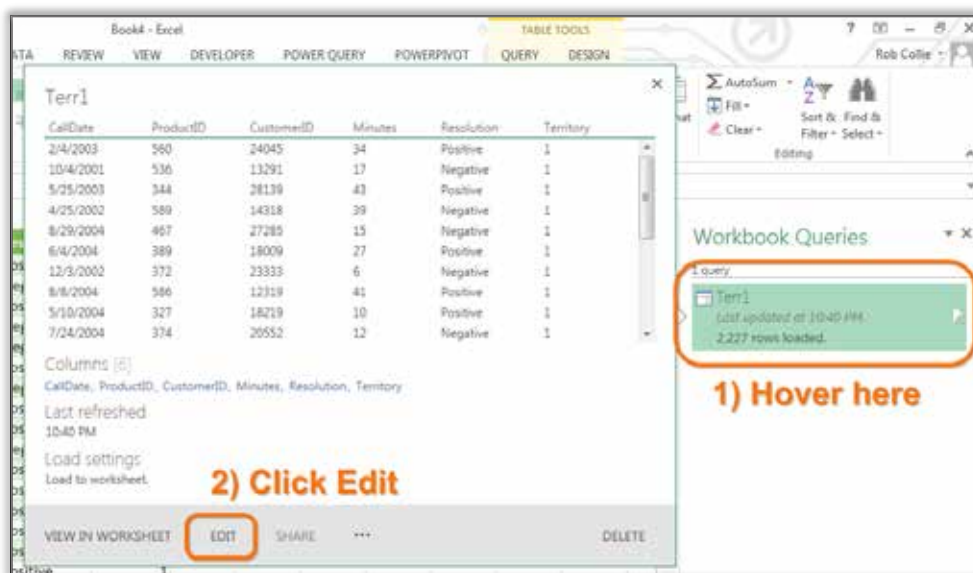 Book4 - Excel
TABLE TOOLS
REVIEW VIEW DEVELOPER POWER QUERY POWERPIVOT QUERY DESIGN
Rob Collie
AutoSum
Fill
Clear
Sort & Filter
Find & Select
Editing
Terr1
CallDate ProductID CustomerID Minutes Resolution Territory
2/4/2003 560 24045 34 Positive 1
10/4/2001 536 13291 17 Negative 1
5/25/2003 344 28139 43 Positive 1
4/25/2002 589 14318 39 Negative 1
8/29/2004 467 27285 15 Negative 1
6/4/2004 389 18009 27 Positive 1
12/3/2002 372 23333 6 Negative 1
8/8/2004 586 12319 41 Positive 1
5/10/2004 327 18219 10 Positive 1
7/24/2004 374 20552 12 Negative 1
Columns [6]
CallDate, ProductID, CustomerID, Minutes, Resolution, Territory
Last refreshed
10:40 PM
Load settings
Load to worksheet
2) Click Edit
VIEW IN WORKSHEET EDIT SHARE ... DELETE
Workbook Queries
1 query
Terr1
Last updated at 10:40 PM.
2,227 rows loaded.
1) Hover here